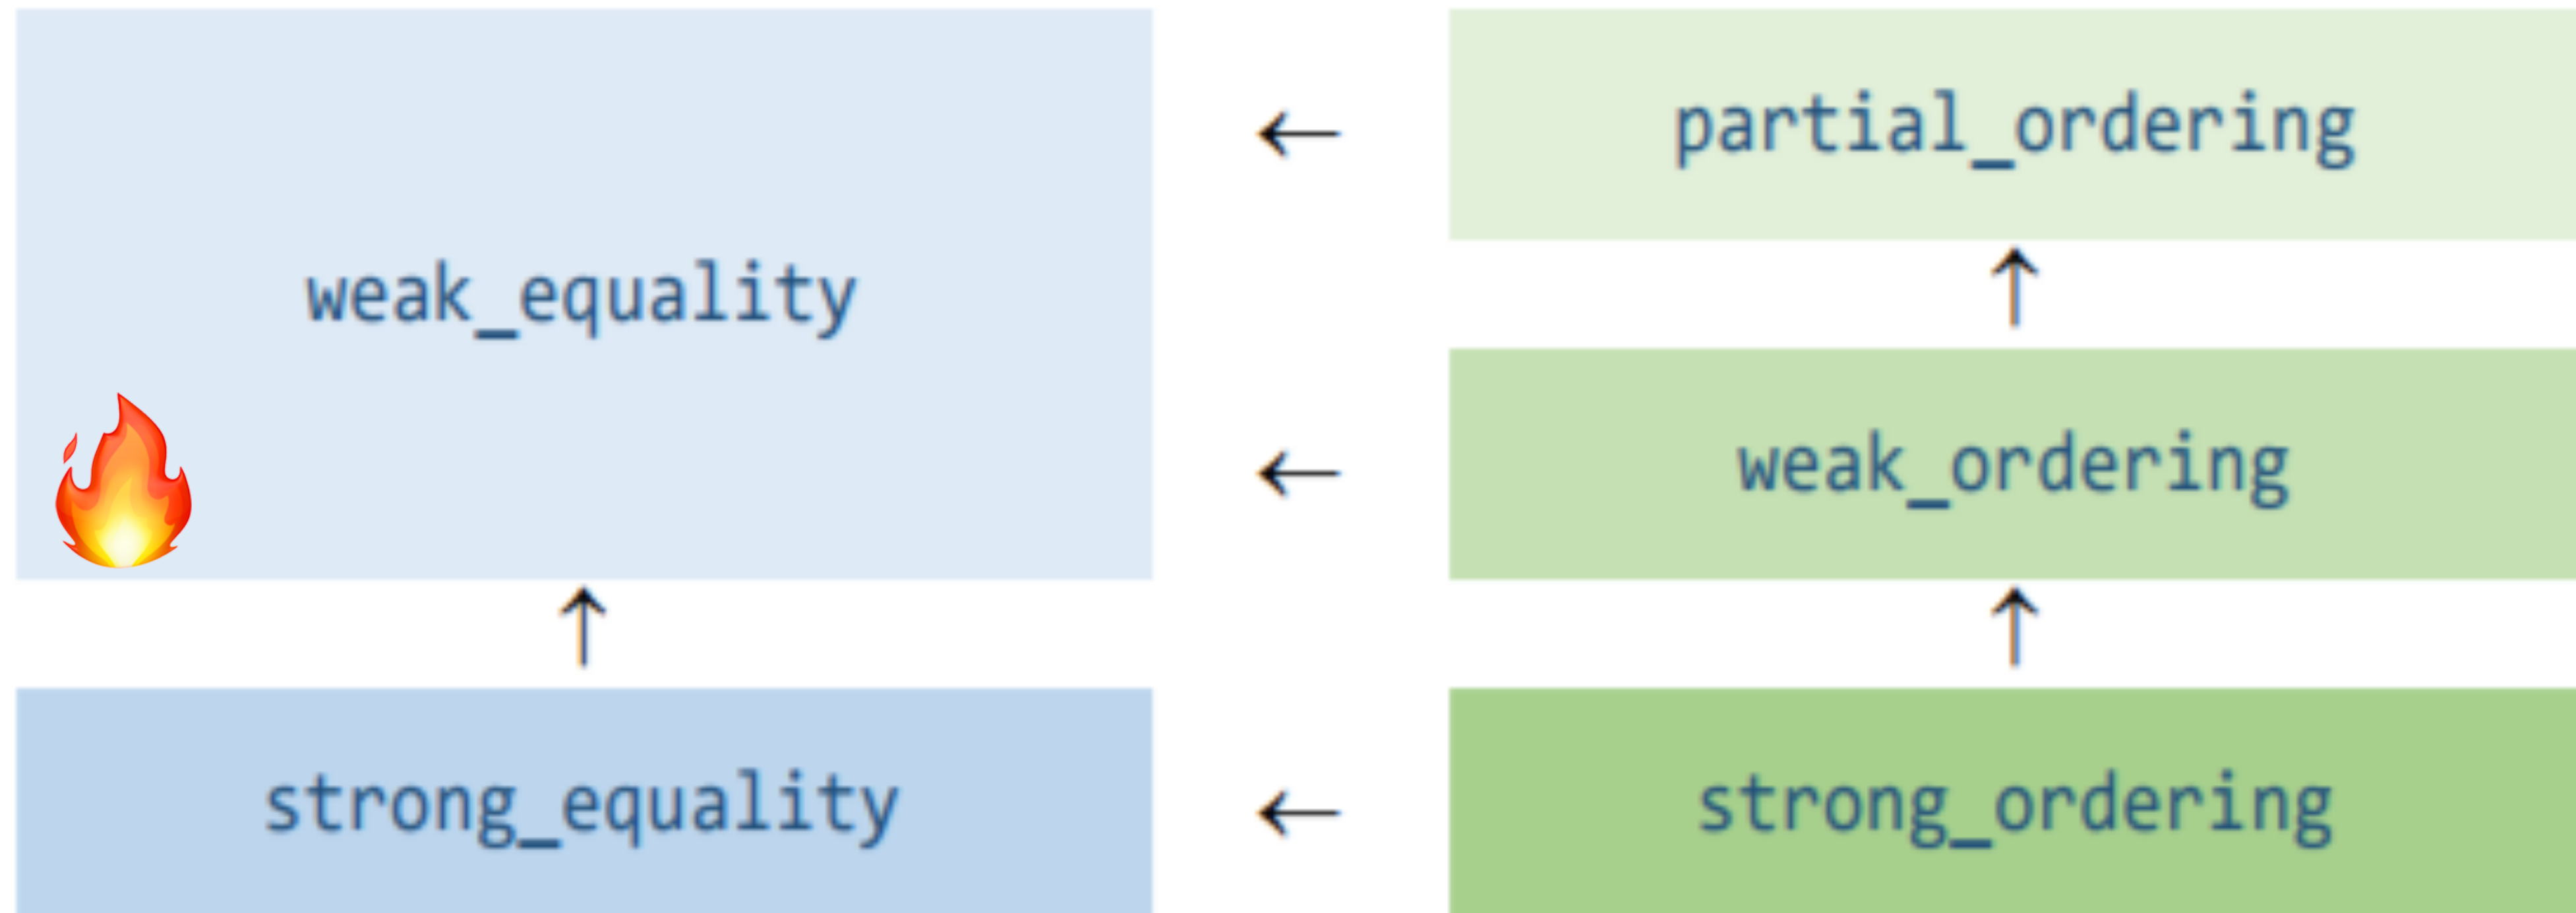 partial_ordering
weak_equality
weak_ordering
strong_equality
strong_ordering